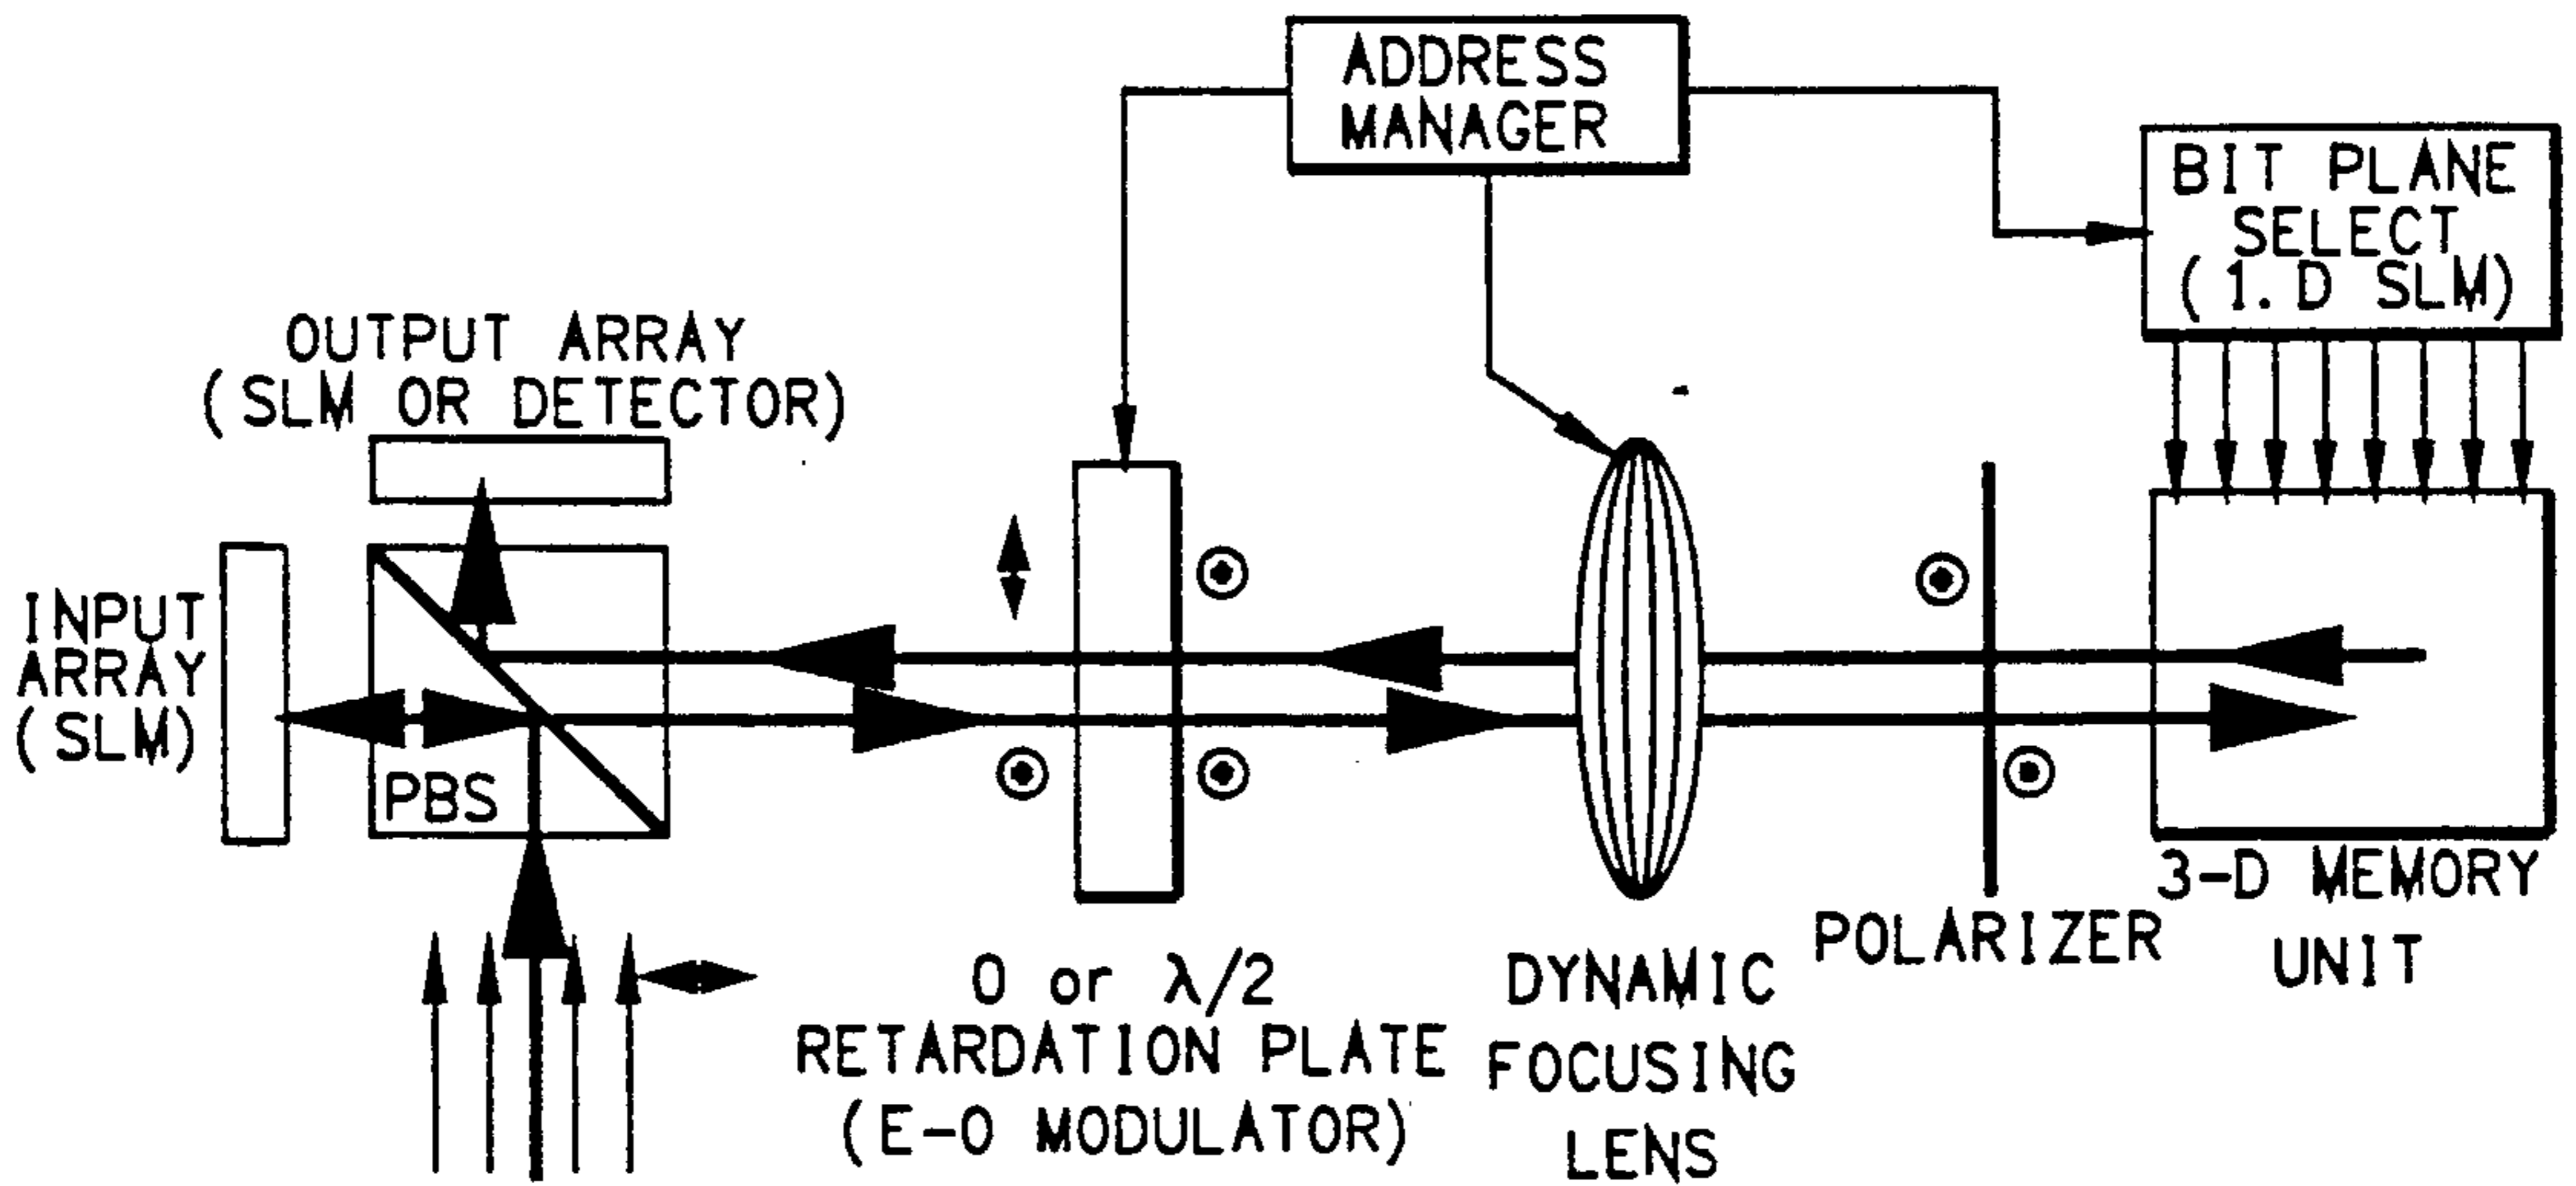 ADDRESS
MANAGER
BIT PLANE
SELECT
(1.D SLM)
OUTPUT ARRAY
(SLM OR DETECTOR)
INPUT
ARRAY
(SLM)
PBS
0 or λ/2
RETARDATION PLATE
(E-O MODULATOR)
DYNAMIC
FOCUSING
LENS
POLARIZER
3-D MEMORY
UNIT